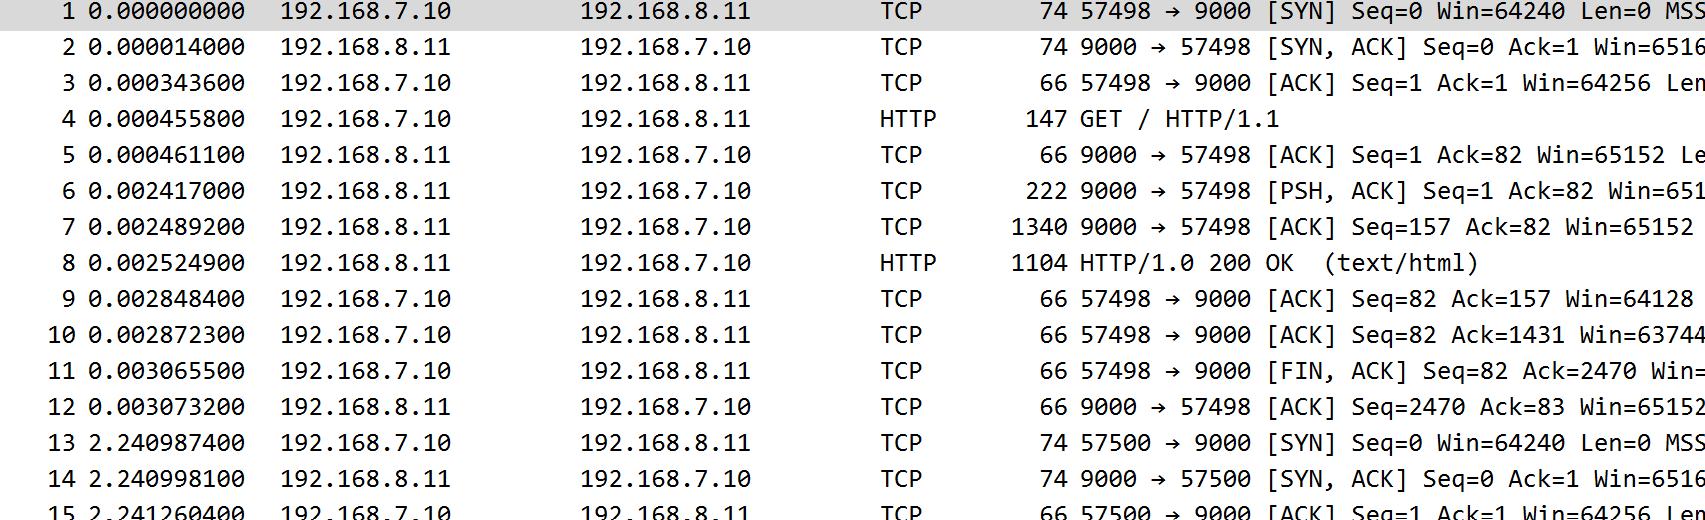 1 0.000000000 192.168.7.10 192.168.8.11 TCP 74 57498 → 9000 [SYN] Seq=0 Win=64240 Len=0 MSS
2 0.000014000 192.168.8.11 192.168.7.10 TCP 74 9000 → 57498 [SYN, ACK] Seq=0 Ack=1 Win=6516
3 0.000343600 192.168.7.10 192.168.8.11 TCP 66 57498 → 9000 [ACK] Seq=1 Ack=1 Win=64256 Len
4 0.000455800 192.168.7.10 192.168.8.11 HTTP 147 GET / HTTP/1.1
5 0.000461100 192.168.8.11 192.168.7.10 TCP 66 9000 → 57498 [ACK] Seq=1 Ack=82 Win=65152 Le
6 0.002417000 192.168.8.11 192.168.7.10 TCP 222 9000 → 57498 [PSH, ACK] Seq=1 Ack=82 Win=651
7 0.002489200 192.168.8.11 192.168.7.10 TCP 1340 9000 → 57498 [ACK] Seq=157 Ack=82 Win=65152
8 0.002524900 192.168.8.11 192.168.7.10 HTTP 1104 HTTP/1.0 200 OK (text/html)
9 0.002848400 192.168.7.10 192.168.8.11 TCP 66 57498 → 9000 [ACK] Seq=82 Ack=157 Win=64128
10 0.002872300 192.168.7.10 192.168.8.11 TCP 66 57498 → 9000 [ACK] Seq=82 Ack=1431 Win=63744
11 0.003065500 192.168.7.10 192.168.8.11 TCP 66 57498 → 9000 [FIN, ACK] Seq=82 Ack=2470 Win=
12 0.003073200 192.168.8.11 192.168.7.10 TCP 66 9000 → 57498 [ACK] Seq=2470 Ack=83 Win=65152
13 2.240987400 192.168.7.10 192.168.8.11 TCP 74 57500 → 9000 [SYN] Seq=0 Win=64240 Len=0 MSS
14 2.240998100 192.168.8.11 192.168.7.10 TCP 74 9000 → 57500 [SYN, ACK] Seq=0 Ack=1 Win=6516
15 2.241260400 192.168.7.10 192.168.8.11 TCP 66 57500 → 9000 [ACK] Seq=1 Ack=1 Win=64256 Len